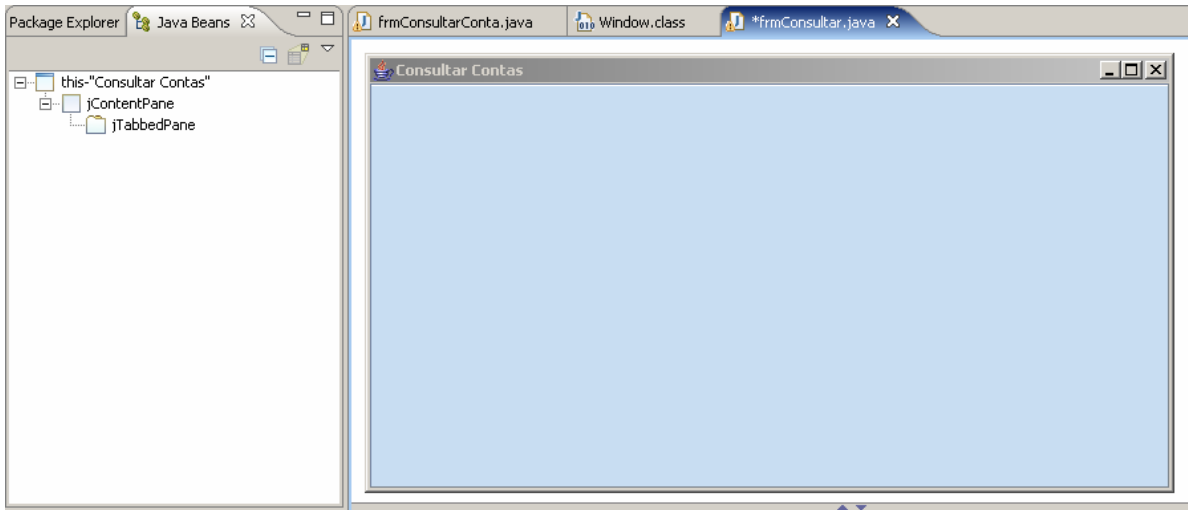 Package Explorer Java Beans
frmConsultarConta.java Window.class *frmConsultar.java
this-"Consultar Contas"
jContentPane
jTabbedPane
Consultar Contas